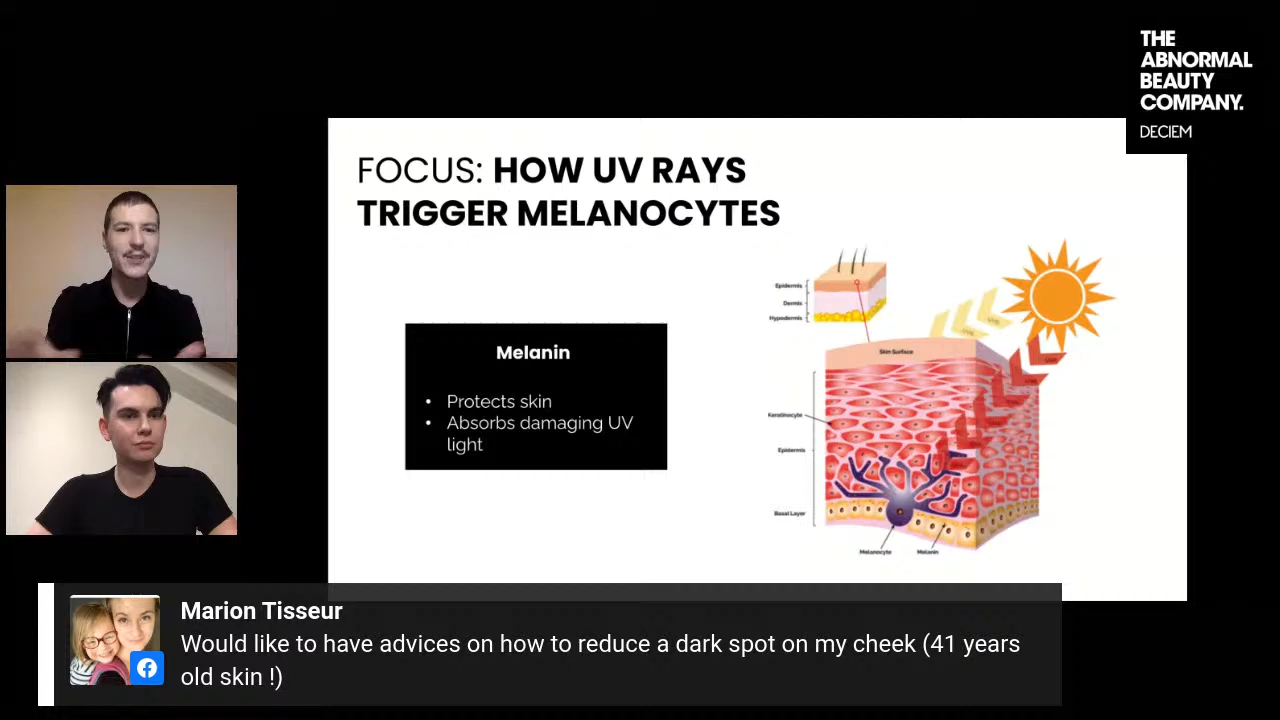 THE
ABNORMAL
BEAUTY
COMPANY.
DECIEM
FOCUS: HOW UV RAYS
TRIGGER MELANOCYTES
Melanin
• Protects skin
• Absorbs damaging UV
light
Epidermis
Dermis
Hypodermis
Skin Surface
Keratinocyte
Epidermis
Basal Layer
Melanocyte
Melanin
Marion Tisseur
Would like to have advices on how to reduce a dark spot on my cheek (41 years
old skin !)